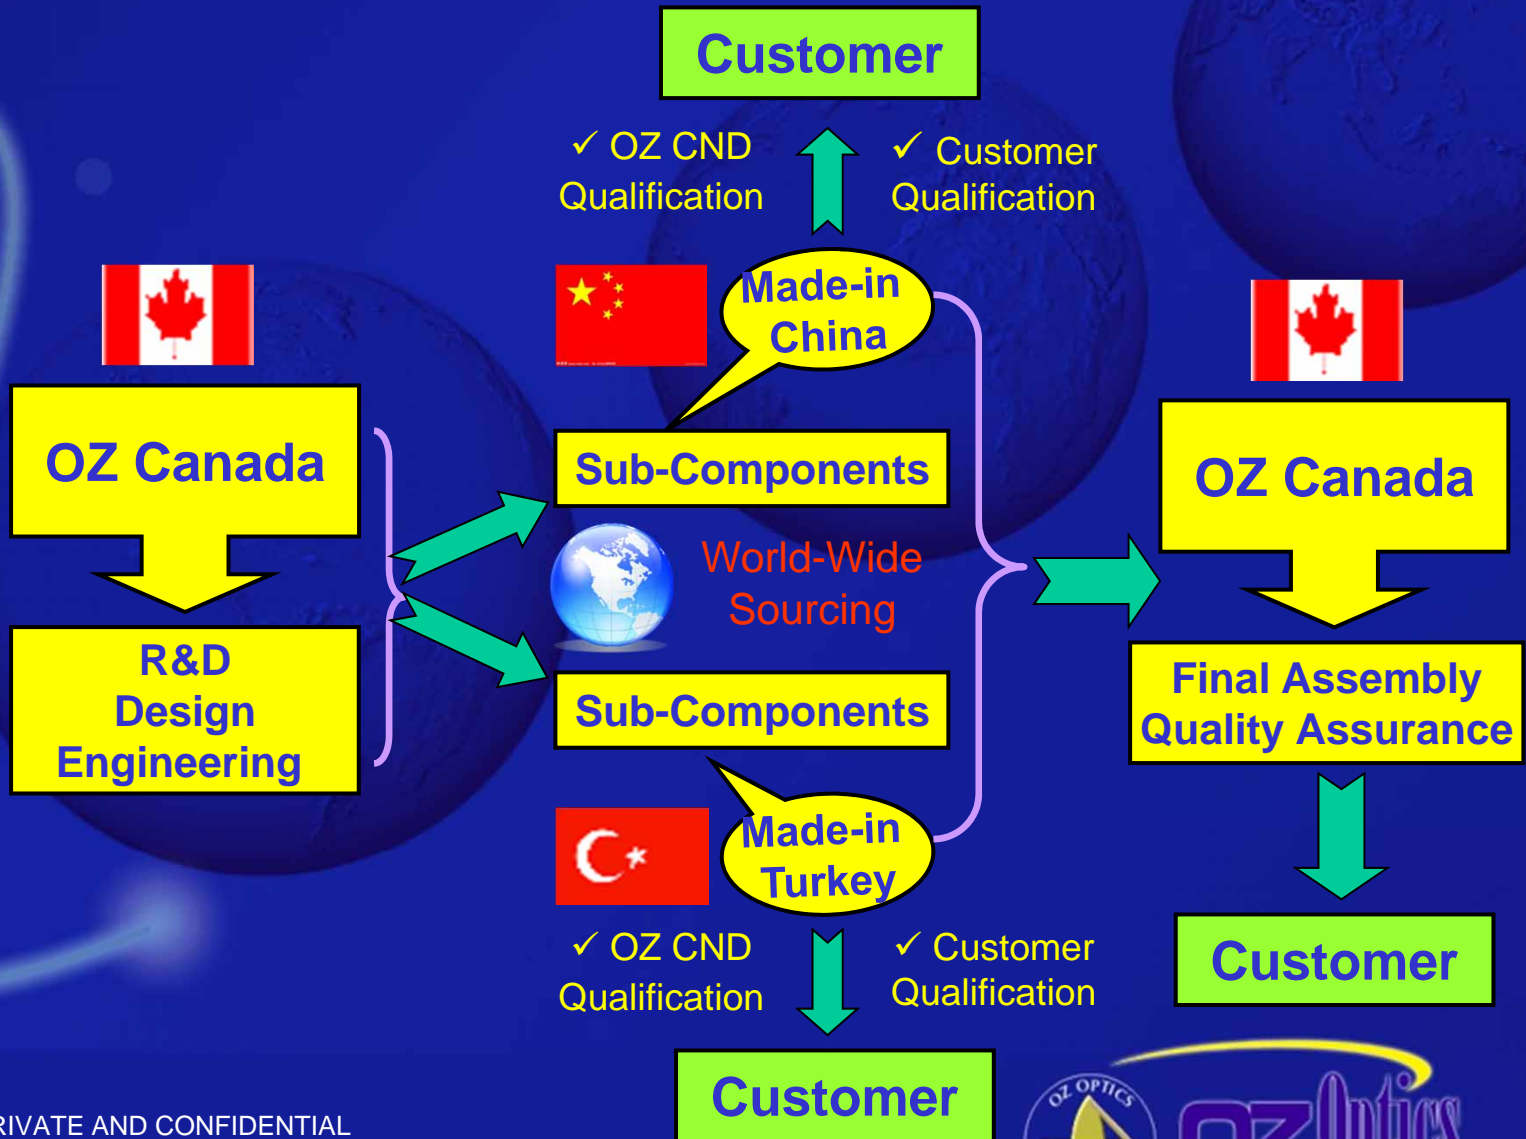 Customer
✓ OZ CND
Qualification
✓ Customer
Qualification
Made-in
China
OZ Canada
Sub-Components
OZ Canada
World-Wide
Sourcing
R&D
Design
Engineering
Sub-Components
Final Assembly
Quality Assurance
Made-in
Turkey
✓ OZ CND
Qualification
✓ Customer
Qualification
Customer
Customer
RIVATE AND CONFIDENTIAL
OZ OPTICS
OZ Optics